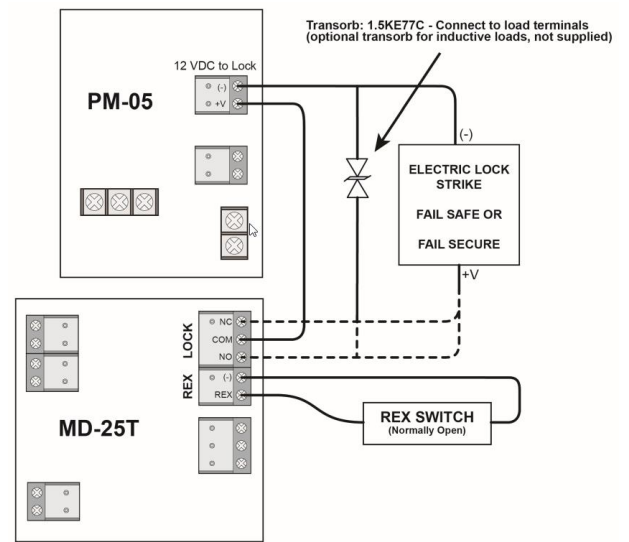 Transorb: 1.5KE77C - Connect to load terminals
(optional transorb for inductive loads, not supplied)
12 VDC to Lock
(-)
+V
PM-05
(-)
ELECTRIC LOCK
STRIKE
FAIL SAFE OR
FAIL SECURE
+V
LOCK
NC
COM
NO
REX
(-)
REX
MD-25T
REX SWITCH
(Normally Open)